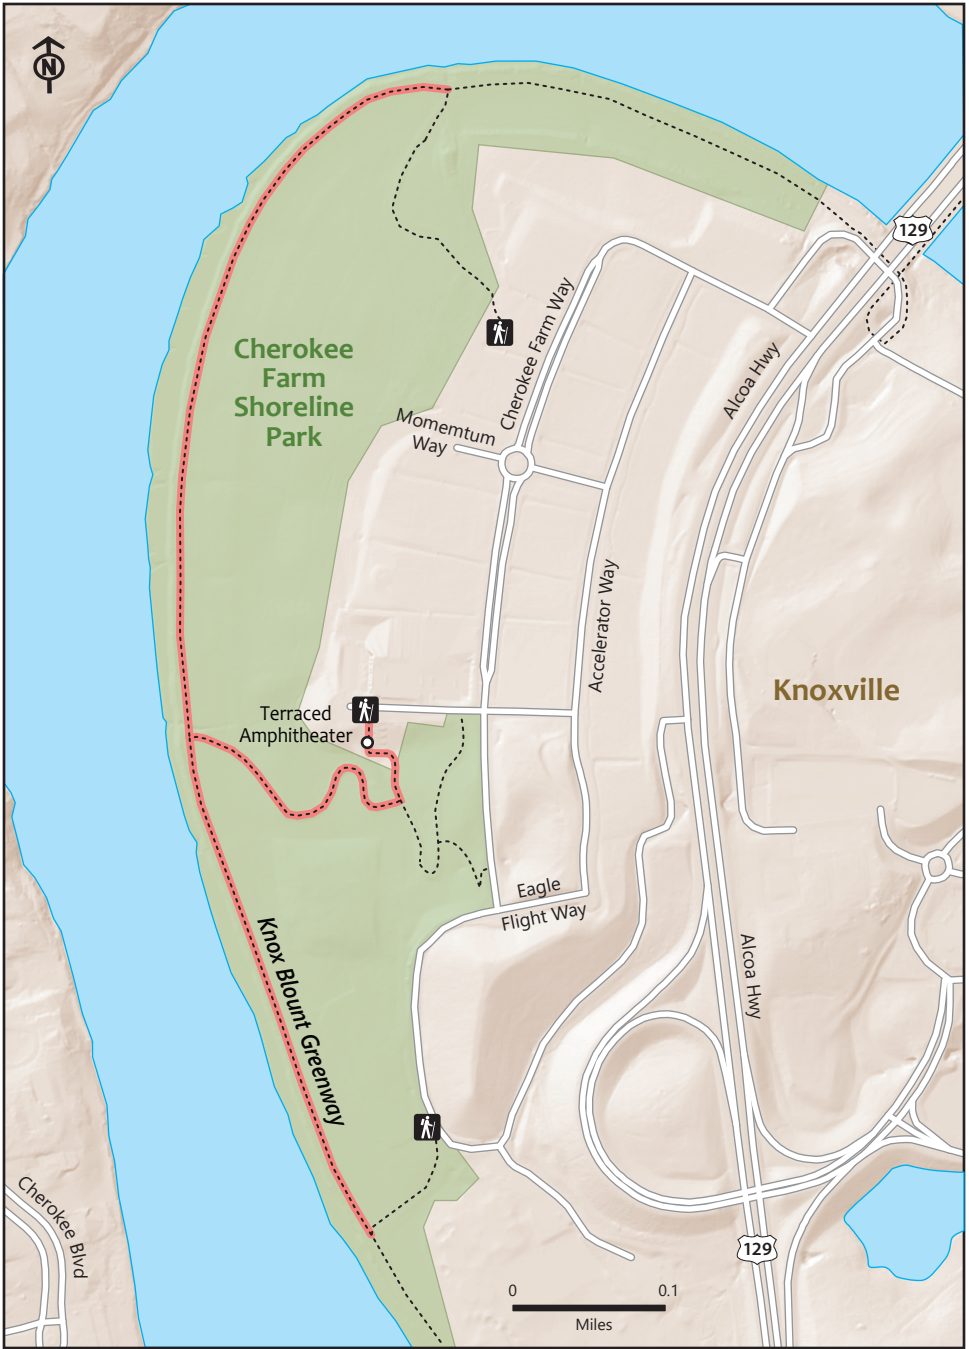 N
129
Cherokee Farm Way
Cherokee
Farm
Shoreline
Park
Alcoa Hwy
Momemtum
Way
Accelerator Way
Knoxville
Terraced
Amphitheater
Eagle
Flight Way
Knox Blount Greenway
Alcoa Hwy
Cherokee Blvd
129
0 0.1
Miles